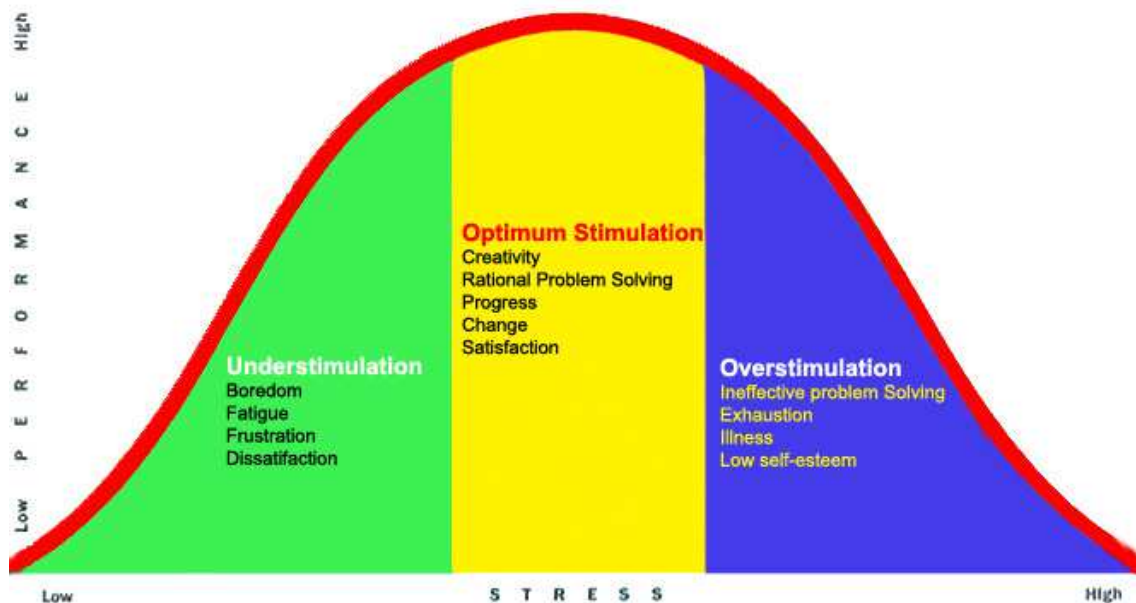 High
PERFORMANCE
Low
Optimum Stimulation
Creativity
Rational Problem Solving
Progress
Change
Satisfaction
Understimulation
Boredom
Fatigue
Frustration
Dissatifaction
Overstimulation
Ineffective problem Solving
Exhaustion
Illness
Low self-esteem
Low
STRESS
High